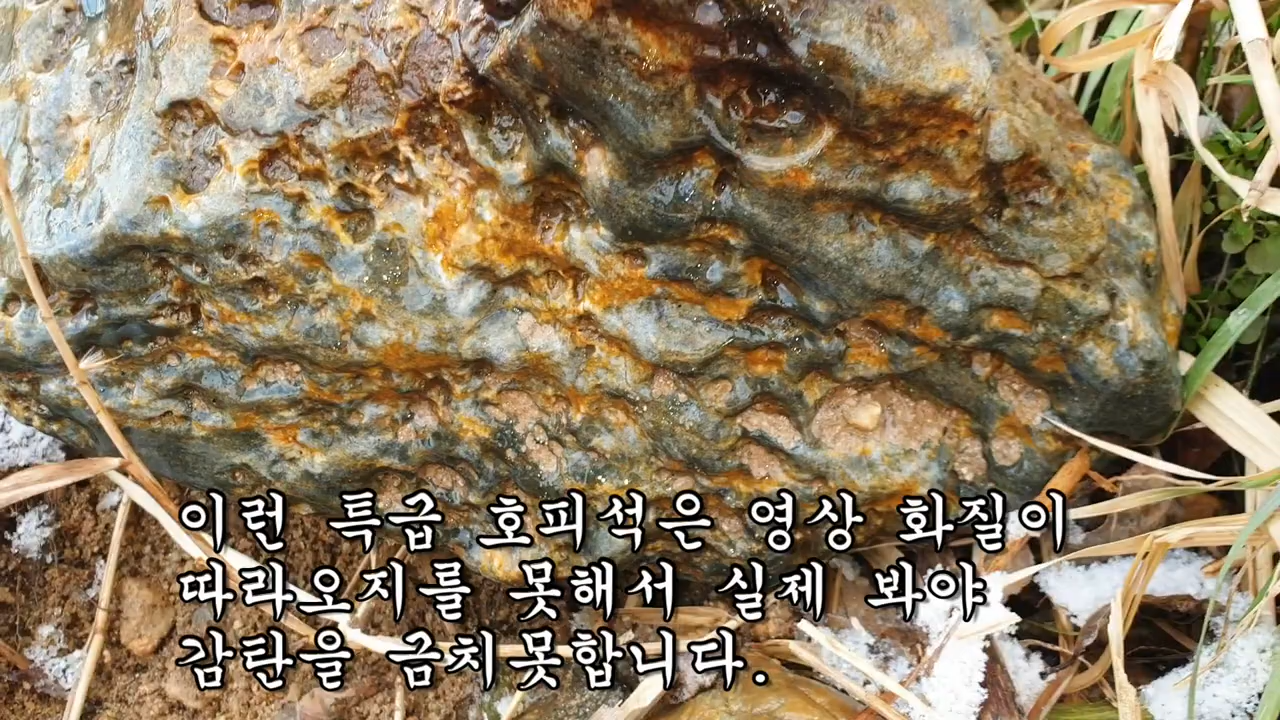 이런 특급 호피석은 영상 화질이
따라오지를 못해서 실제 봐야
감탄을 금치못합니다.